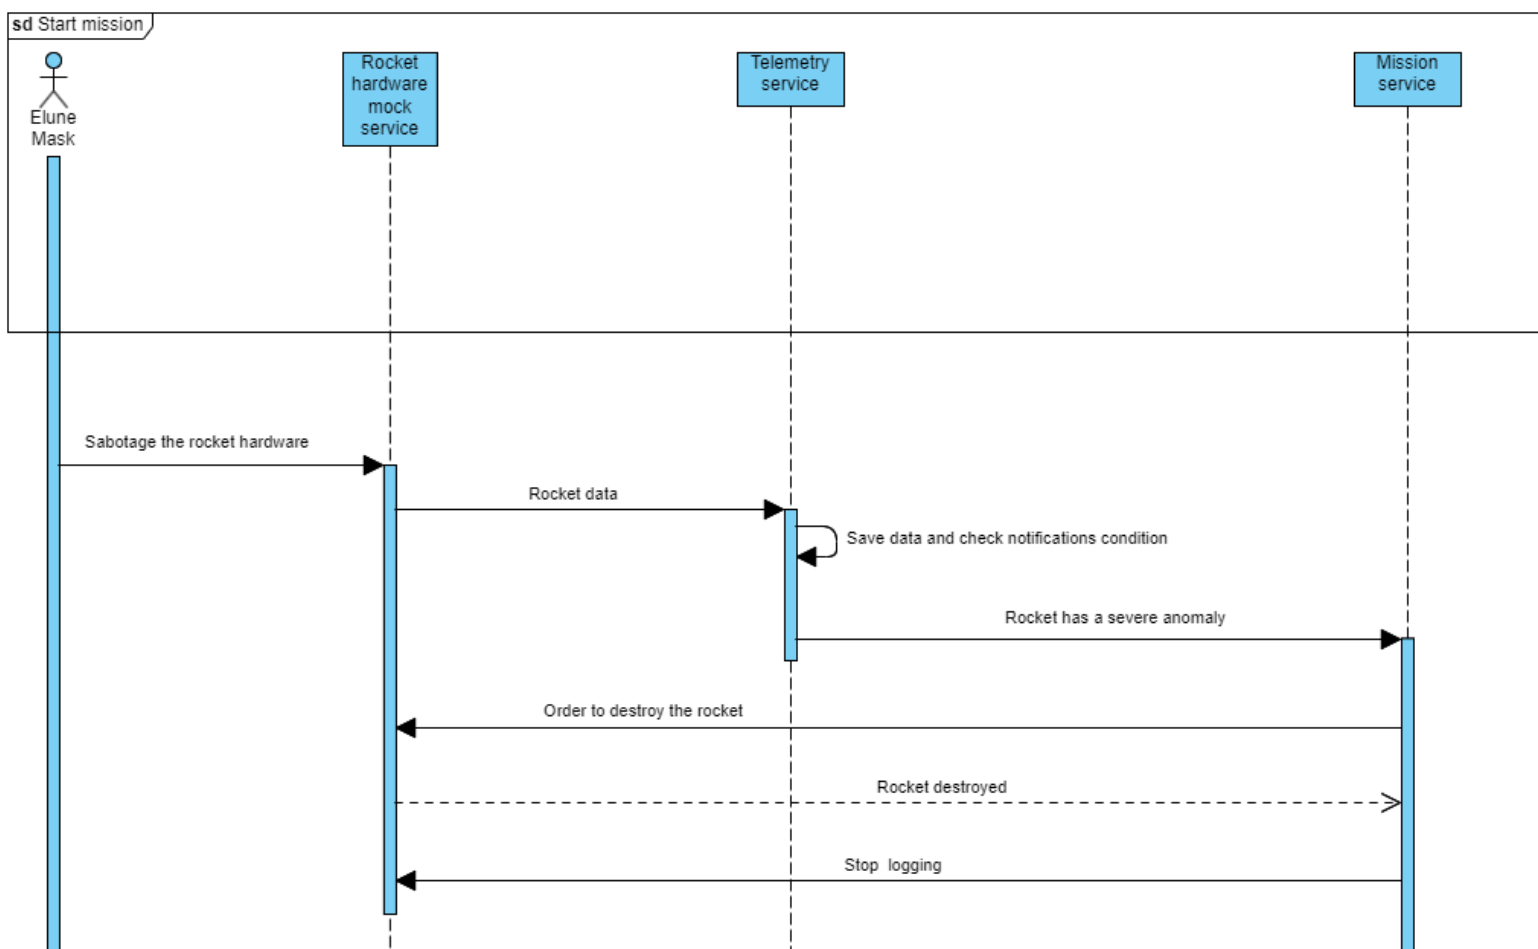 sd Start mission
Elune
Mask
Rocket
hardware
mock
service
Telemetry
service
Mission
service
Sabotage the rocket hardware
Rocket data
Save data and check notifications condition
Rocket has a severe anomaly
Order to destroy the rocket
Rocket destroyed
Stop  logging